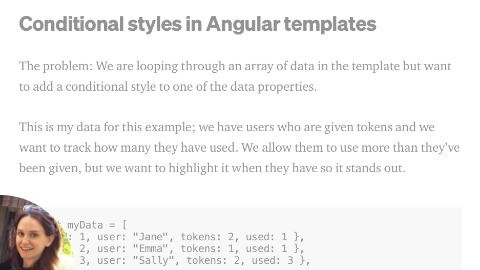 Conditional styles in Angular templates
The problem: We are looping through an array of data in the template but want
to add a conditional style to one of the data properties.
This is my data for this example; we have users who are given tokens and we
want to track how many they have used. We allow them to use more than they've
been given, but we want to highlight it when they have so it stands out.
myData = [
: 1, user: "Jane", tokens: 2, used: 1 },
2, user: "Emma", tokens: 1, used: 1 },
3, user: "Sally", tokens: 2, used: 3 },